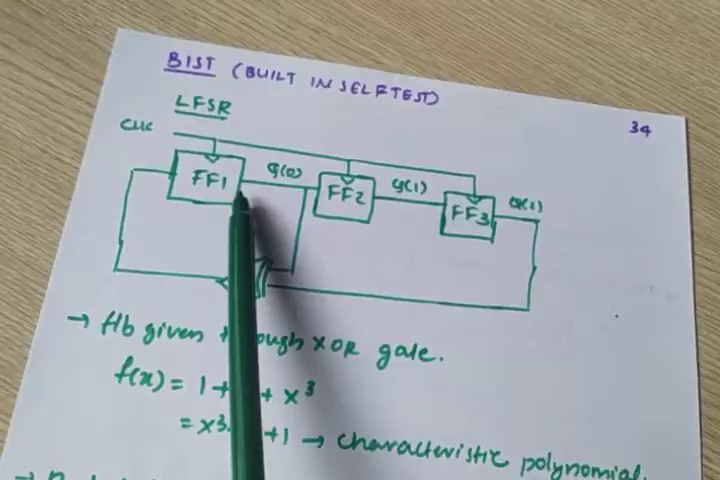 BIST (BUILT IN SELFTEST)
34
LFSR
CLK
FF1
q(0)
FF2
q(1)
FF3
→ f/b given ough XOR gate.
f(x) = 1+ + x³
= x³ +1 → characteristic polynomial.